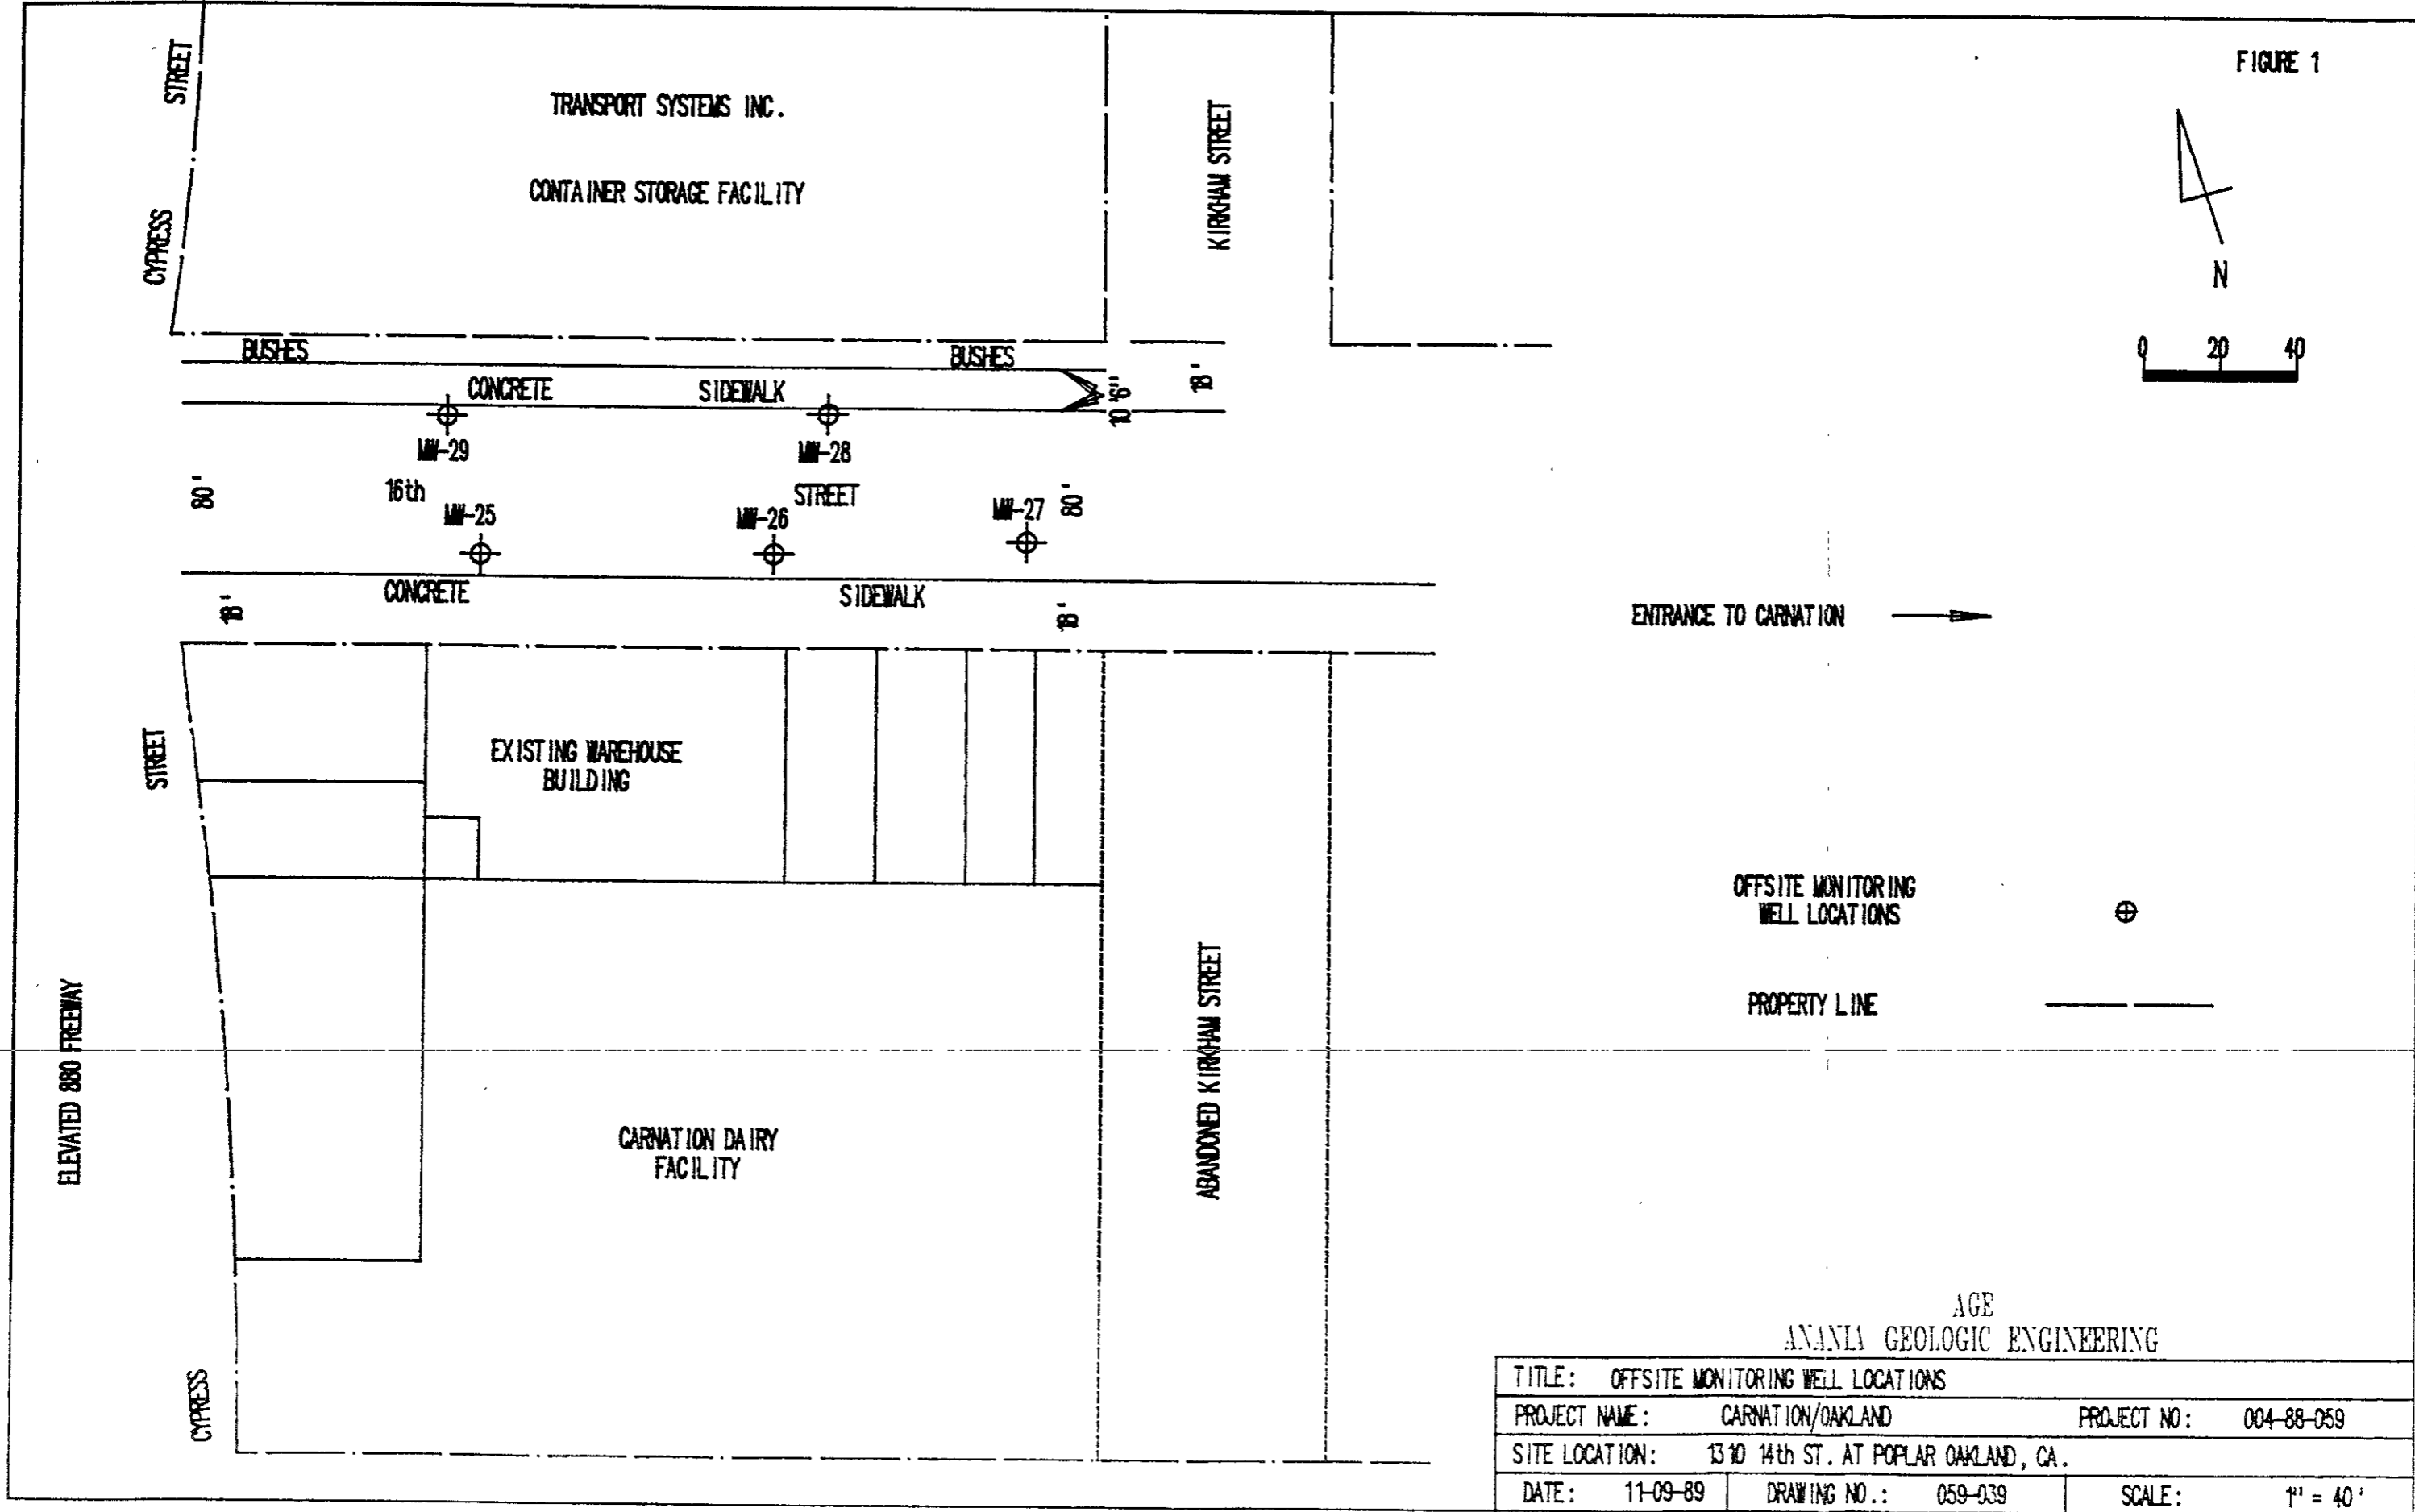 FIGURE 1
STREET
CYPRESS
TRANSPORT SYSTEMS INC.
CONTAINER STORAGE FACILITY
KIRKHAM STREET
N
0 20 40
BUSHES
BUSHES
CONCRETE SIDEWALK
10'6"
18'
MW-29
MW-28
80'
16th STREET
80'
MW-25
MW-26
MW-27
CONCRETE SIDEWALK
18'
18'
ENTRANCE TO CARNATION
STREET
EXISTING WAREHOUSE
BUILDING
OFFSITE MONITORING
WELL LOCATIONS
PROPERTY LINE
ELEVATED 880 FREEWAY
ABANDONED KIRKHAM STREET
CARNATION DAIRY
FACILITY
CYPRESS
AGE
ANANIA GEOLOGIC ENGINEERING
TITLE: OFFSITE MONITORING WELL LOCATIONS
PROJECT NAME: CARNATION/OAKLAND PROJECT NO: 004-88-059
SITE LOCATION: 1310 14th ST. AT POPLAR OAKLAND, CA.
DATE: 11-09-89 DRAWING NO.: 059-039 SCALE: 1" = 40'